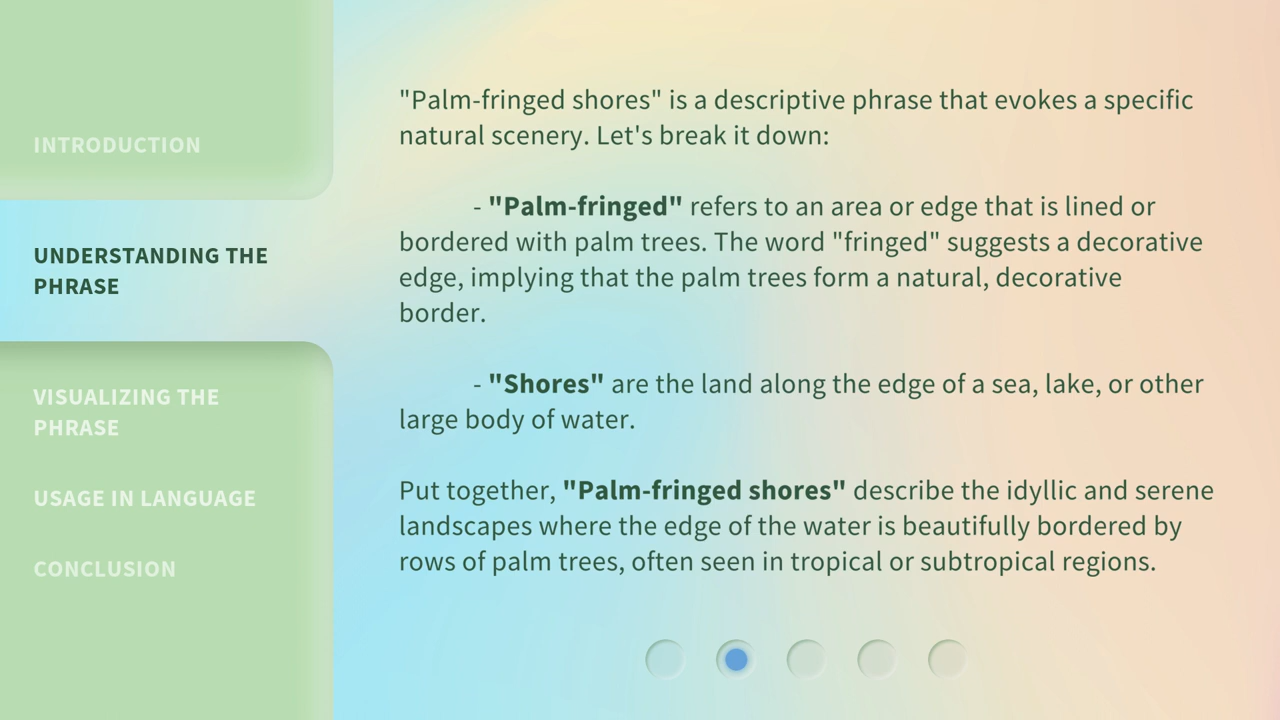 INTRODUCTION
UNDERSTANDING THE
PHRASE
VISUALIZING THE
PHRASE
USAGE IN LANGUAGE
CONCLUSION
"Palm-fringed shores" is a descriptive phrase that evokes a specific
natural scenery. Let's break it down:
- "Palm-fringed" refers to an area or edge that is lined or
bordered with palm trees. The word "fringed" suggests a decorative
edge, implying that the palm trees form a natural, decorative
border.
- "Shores" are the land along the edge of a sea, lake, or other
large body of water.
Put together, "Palm-fringed shores" describe the idyllic and serene
landscapes where the edge of the water is beautifully bordered by
rows of palm trees, often seen in tropical or subtropical regions.